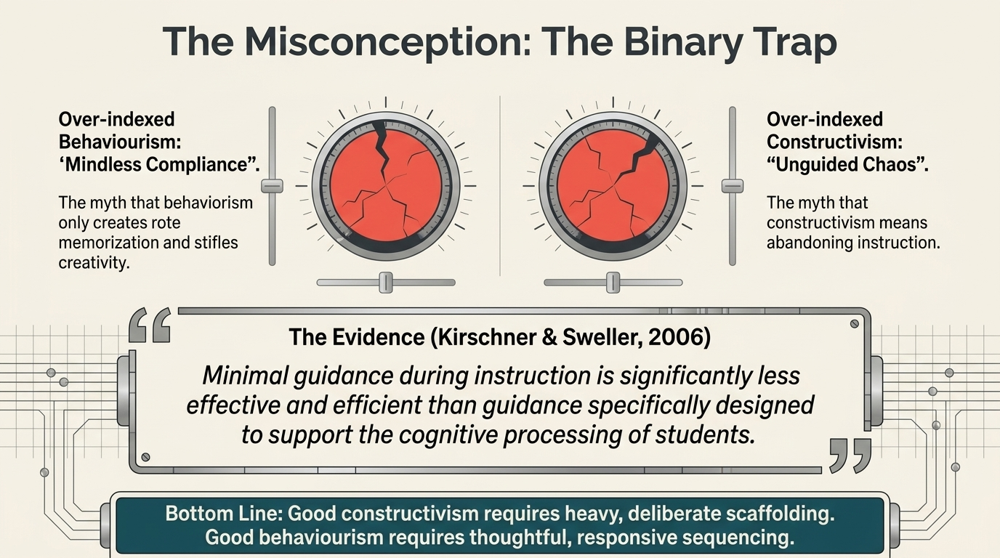 The Misconception: The Binary Trap
Over-indexed
Behaviourism:
‘Mindless Compliance”.
The myth that behaviorism
only creates rote
memorization and stifles
creativity.
Over-indexed
Constructivism:
“Unguided Chaos”.
The myth that
constructivism means
abandoning instruction.
“
The Evidence (Kirschner & Sweller, 2006)
Minimal guidance during instruction is significantly less
effective and efficient than guidance specifically designed
to support the cognitive processing of students.
”
Bottom Line: Good constructivism requires heavy, deliberate scaffolding.
Good behaviourism requires thoughtful, responsive sequencing.